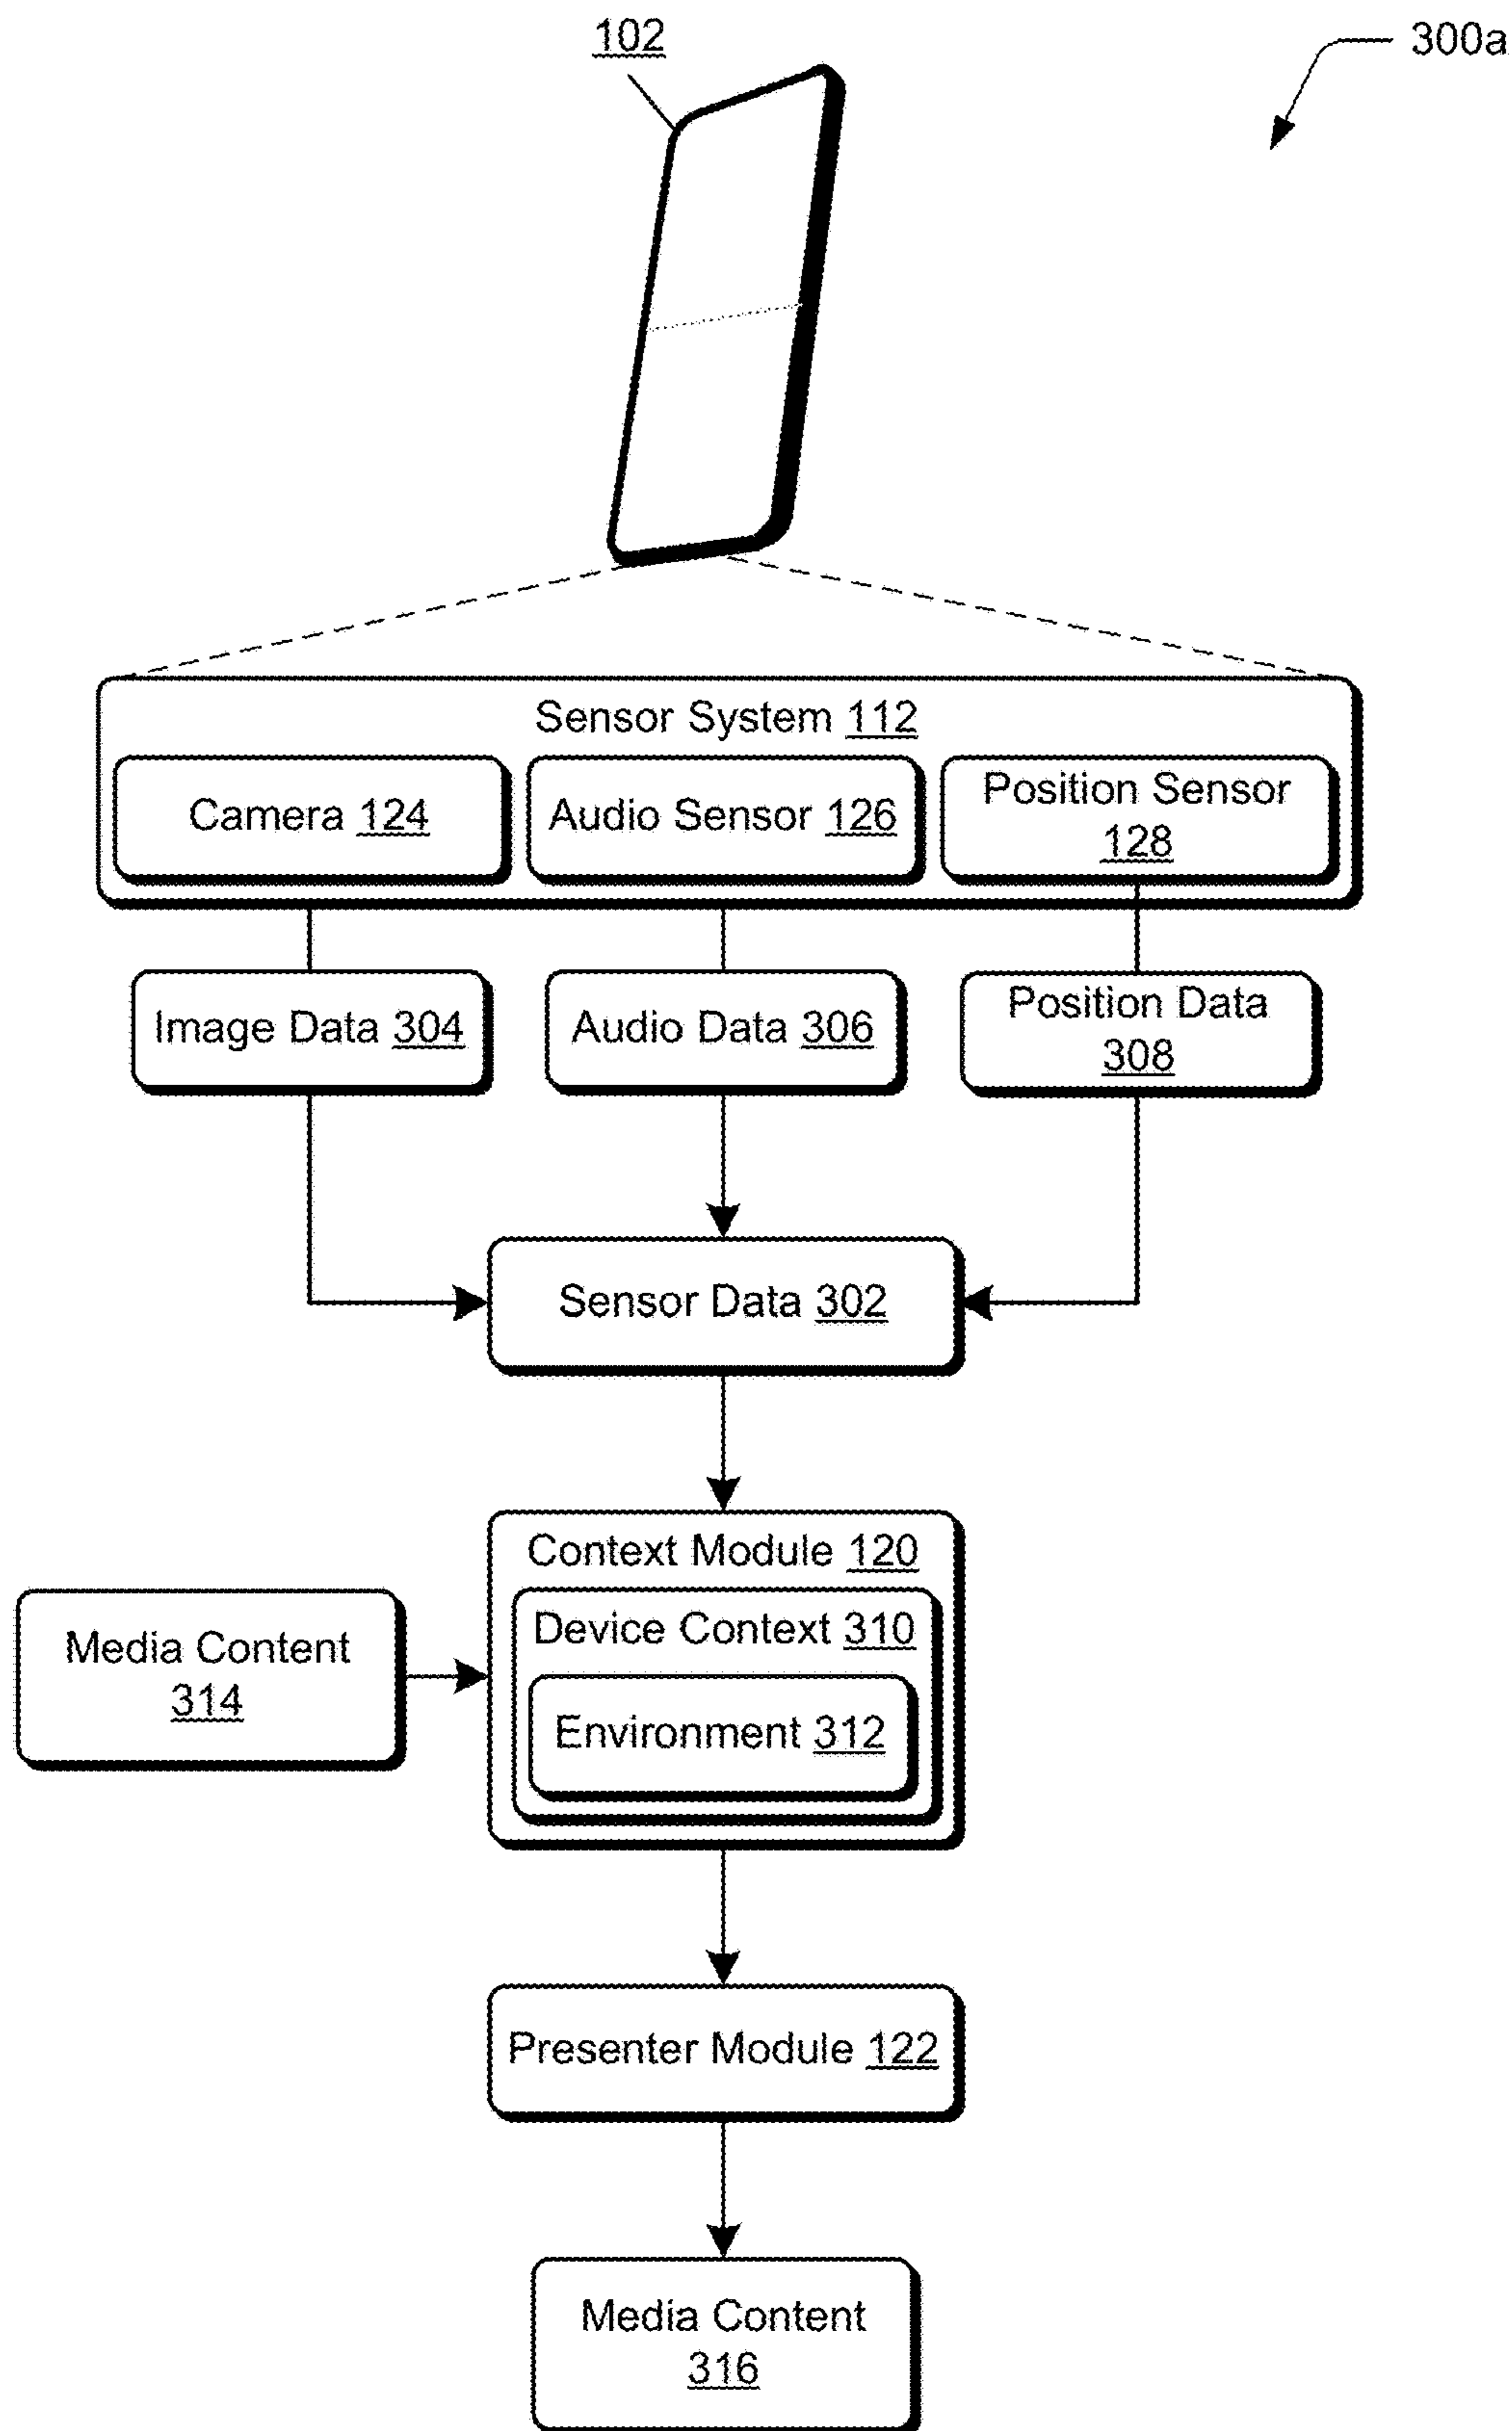 102
300a
Sensor System 112
Camera 124
Audio Sensor 126
Position Sensor
128
Image Data 304
Audio Data 306
Position Data
308
Sensor Data 302
Context Module 120
Device Context 310
Environment 312
Media Content
314
Presenter Module 122
Media Content
316